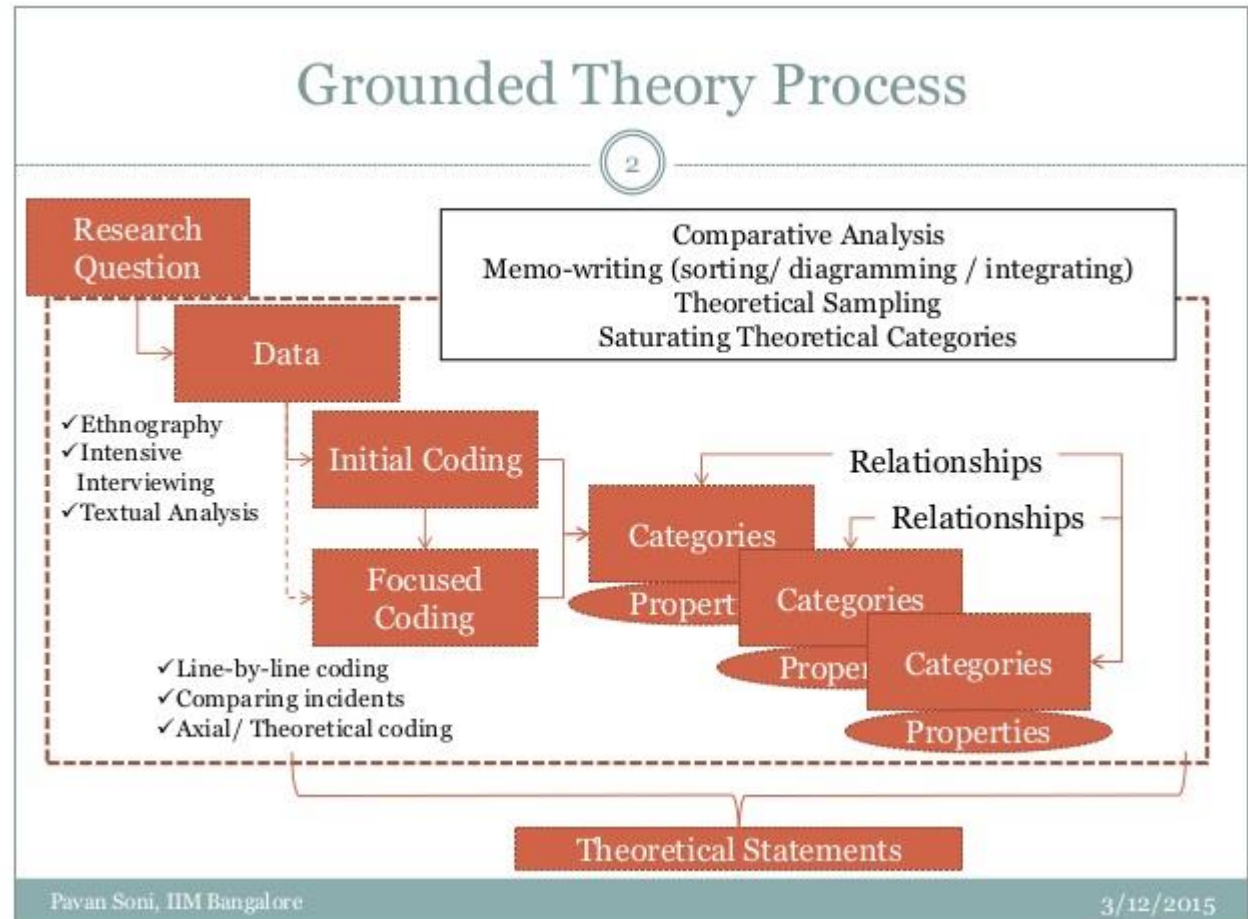 Grounded Theory Process
2
Research
Question
Comparative Analysis
Memo-writing (sorting/ diagramming / integrating)
Theoretical Sampling
Saturating Theoretical Categories
Data
✓Ethnography
✓Intensive
Interviewing
✓Textual Analysis
Initial Coding
Focused
Coding
✓Line-by-line coding
✓Comparing incidents
✓Axial/ Theoretical coding
Relationships
Relationships
Categories
Propert
Categories
Proper
Categories
Properties
Theoretical Statements
Pavan Soni, IIM Bangalore
3/12/2015